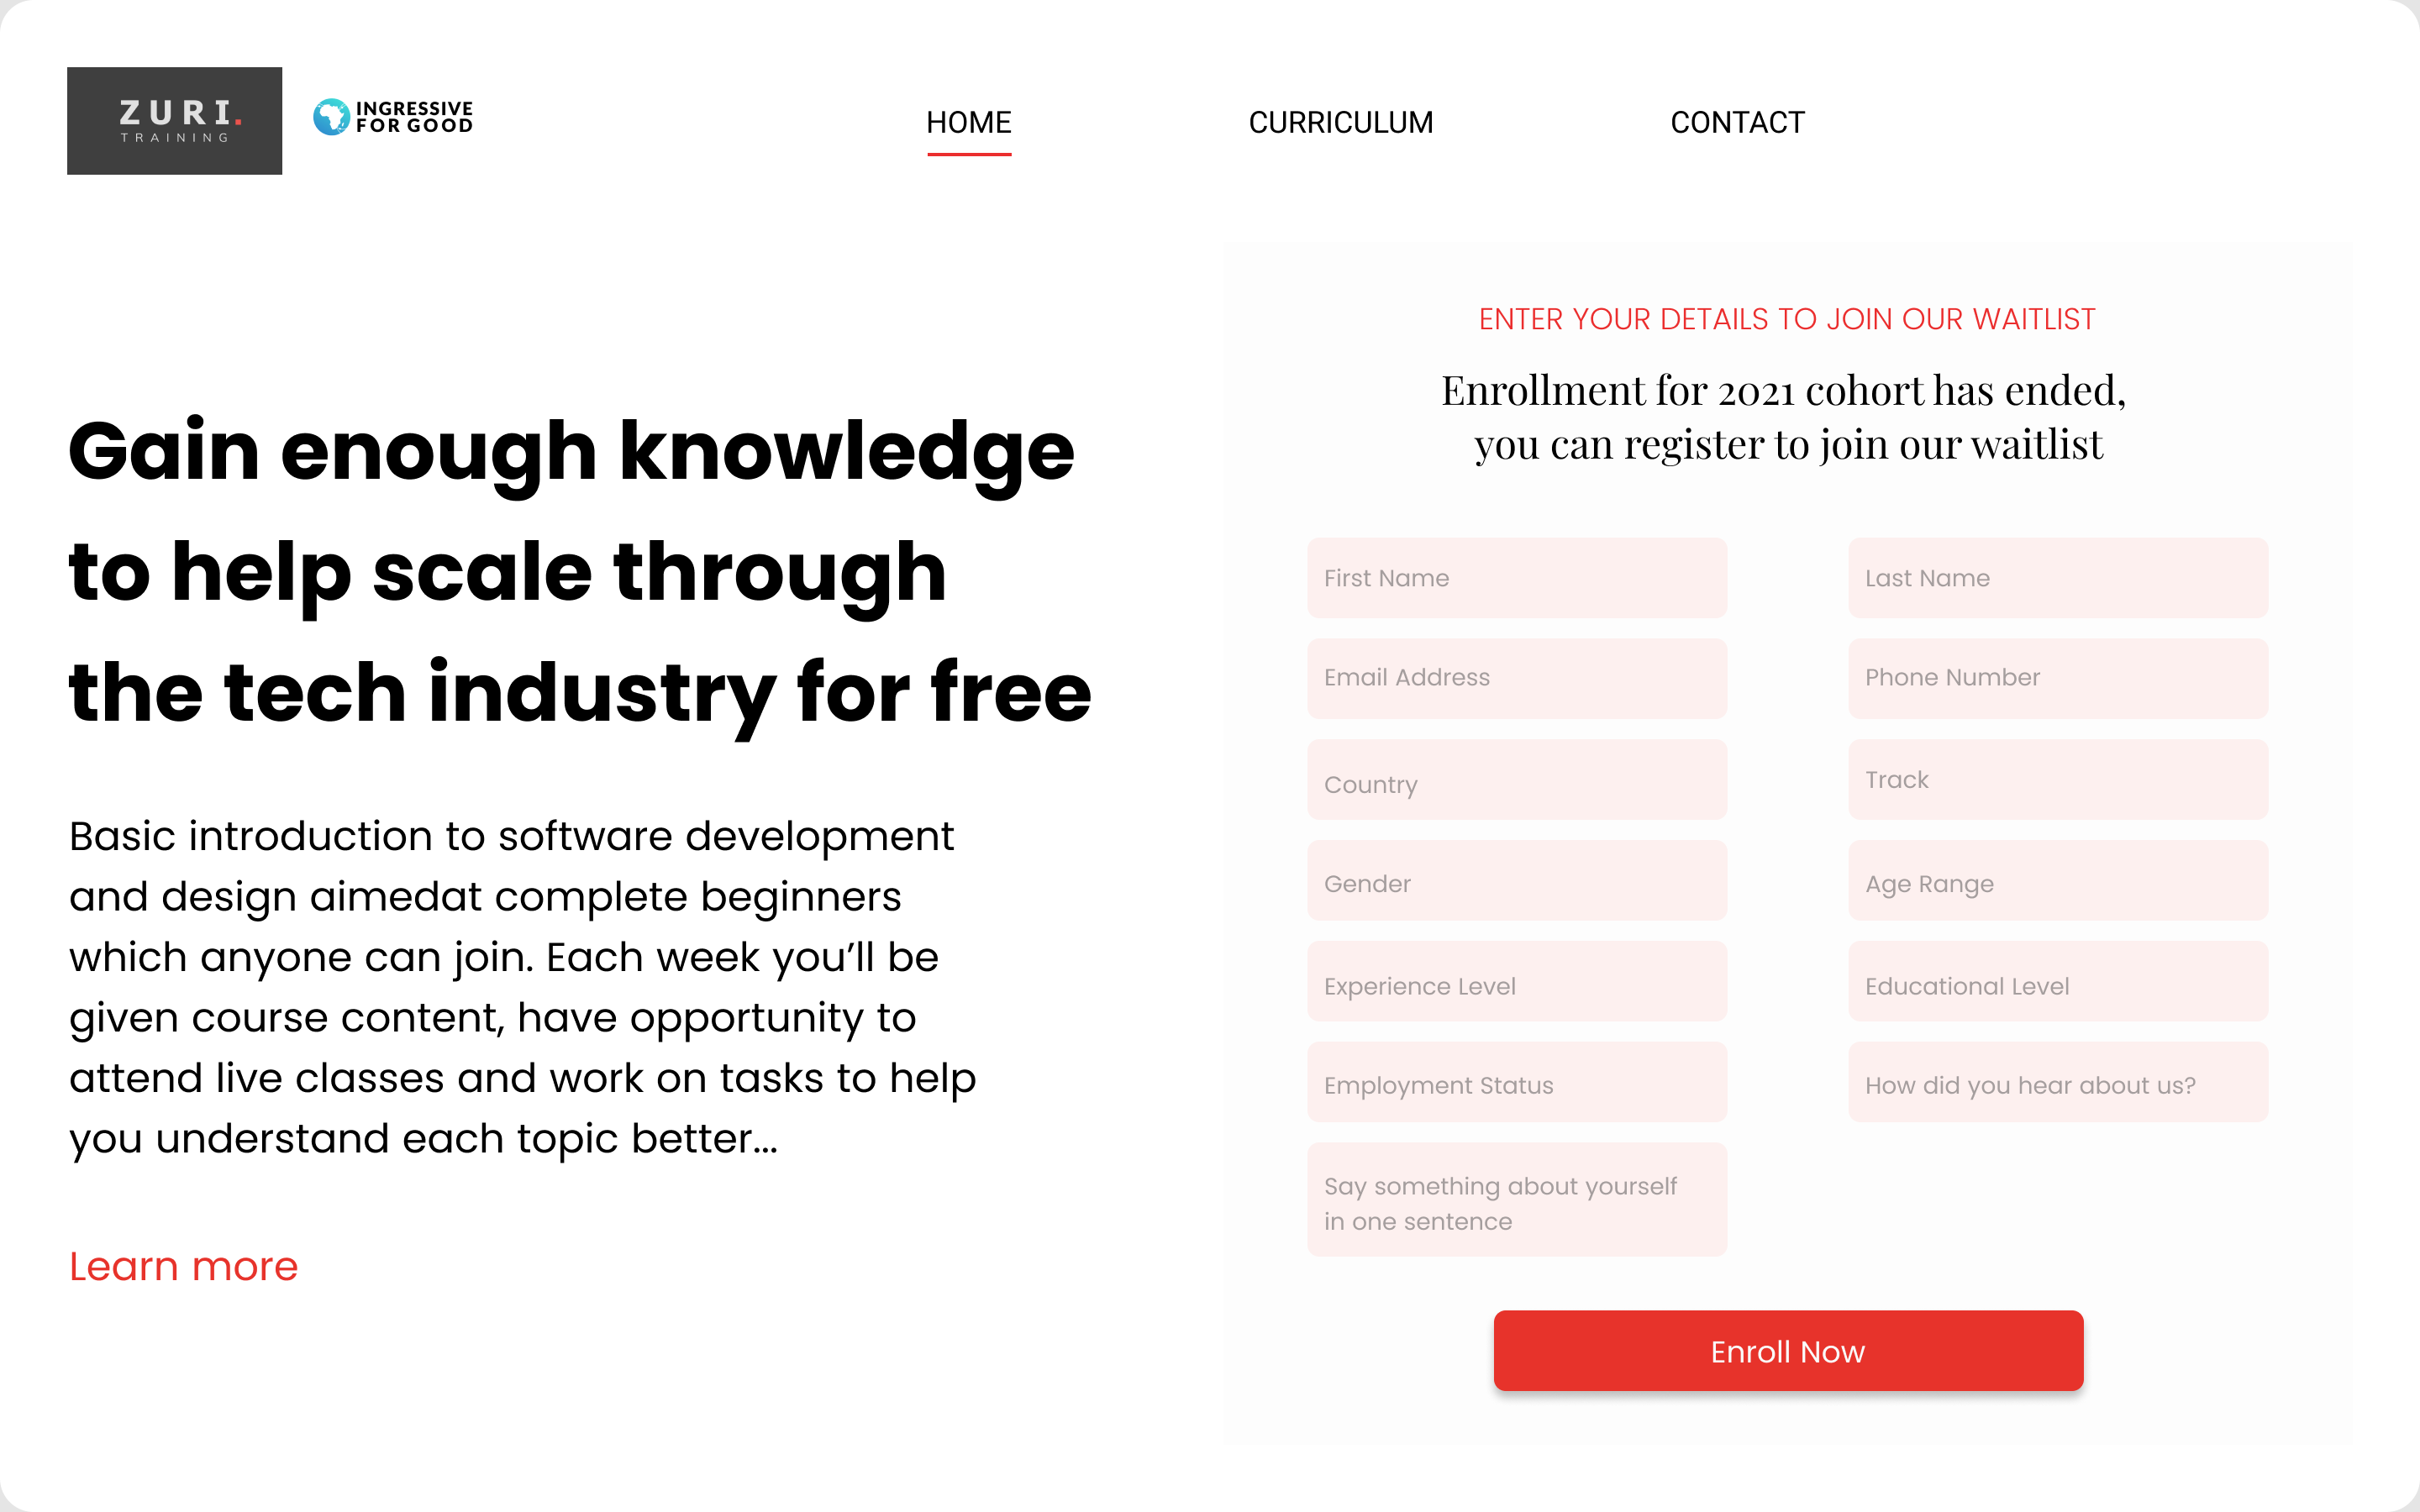 ZURI.
TRAINING
INGRESSIVE
FOR GOOD
HOME
CURRICULUM
CONTACT
Gain enough knowledge
to help scale through
the tech industry for free
Basic introduction to software development
and design aimedat complete beginners
which anyone can join. Each week you’ll be
given course content, have opportunity to
attend live classes and work on tasks to help
you understand each topic better...
Learn more
ENTER YOUR DETAILS TO JOIN OUR WAITLIST
Enrollment for 2021 cohort has ended,
you can register to join our waitlist
First Name
Last Name
Email Address
Phone Number
Country
Track
Gender
Age Range
Experience Level
Educational Level
Employment Status
How did you hear about us?
Say something about yourself
in one sentence
Enroll Now